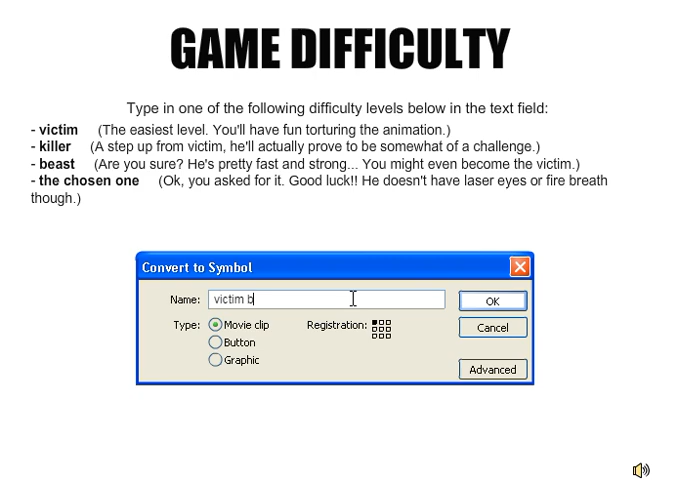 GAME DIFFICULTY
Type in one of the following difficulty levels below in the text field:
- victim (The easiest level. You'll have fun torturing the animation.)
- killer (A step up from victim, he'll actually prove to be somewhat of a challenge.)
- beast (Are you sure? He's pretty fast and strong... You might even become the victim.)
- the chosen one (Ok, you asked for it. Good luck!! He doesn't have laser eyes or fire breath
though.)
Convert to Symbol
Name: victim b OK
Type: Movie clip Registration: Cancel
Button
Graphic Advanced